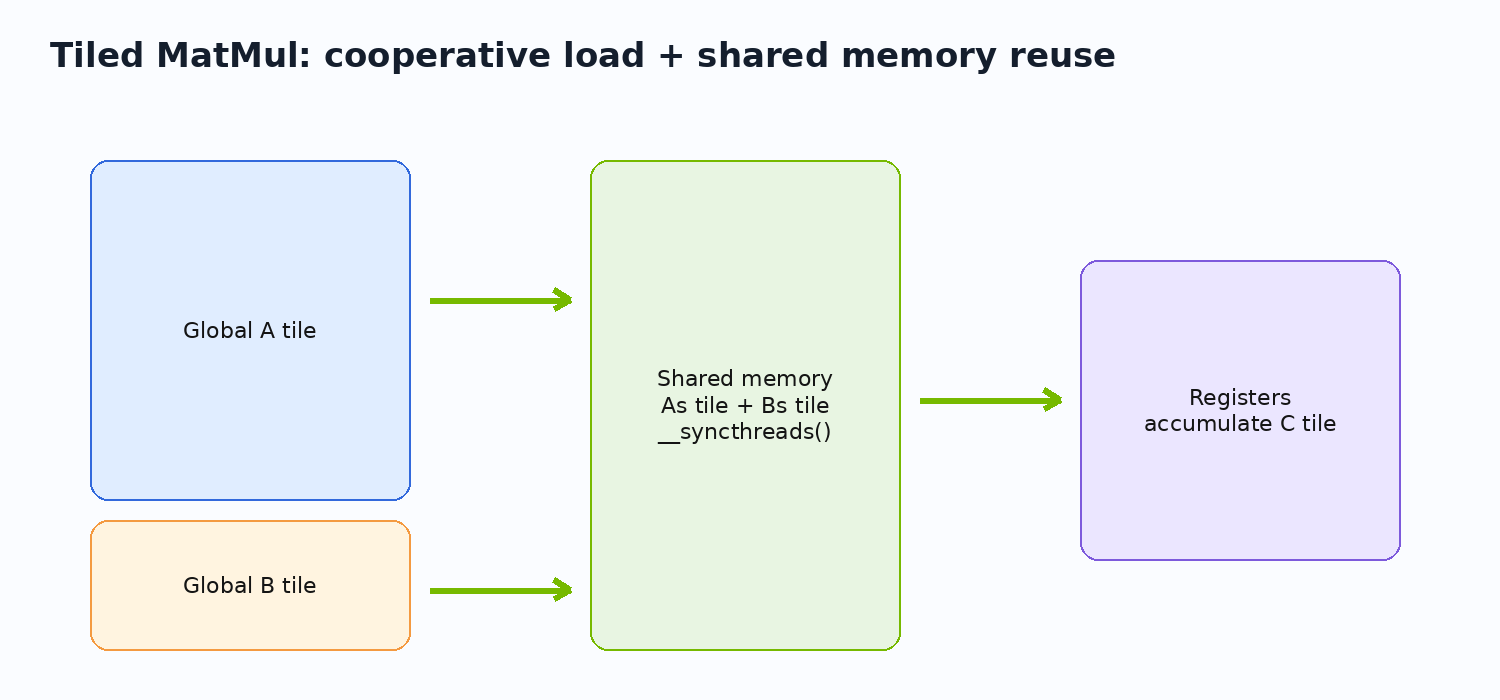 Tiled MatMul: cooperative load + shared memory reuse
Global A tile
Global B tile
Shared memory
As tile + Bs tile
__syncthreads()
Registers
accumulate C tile